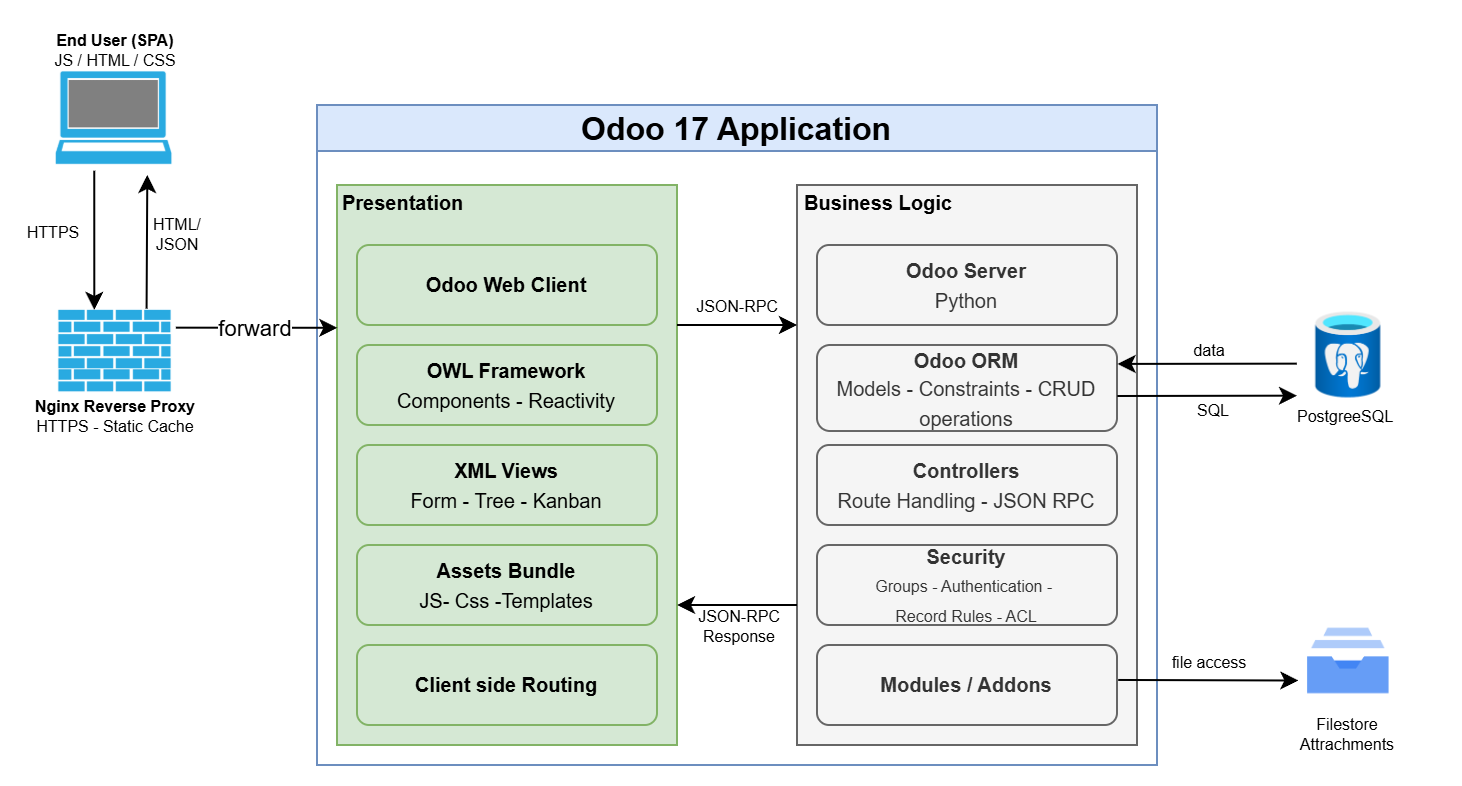 End User (SPA)
JS / HTML / CSS
HTTPS
HTML/
JSON
Nginx Reverse Proxy
HTTPS - Static Cache
forward
Odoo 17 Application
Presentation
Odoo Web Client
OWL Framework
Components - Reactivity
XML Views
Form - Tree - Kanban
Assets Bundle
JS- Css -Templates
Client side Routing
JSON-RPC
JSON-RPC
Response
Business Logic
Odoo Server
Python
Odoo ORM
Models - Constraints - CRUD
operations
Controllers
Route Handling - JSON RPC
Security
Groups - Authentication -
Record Rules - ACL
Modules / Addons
data
SQL
PostgreeSQL
file access
Filestore
Attrachments